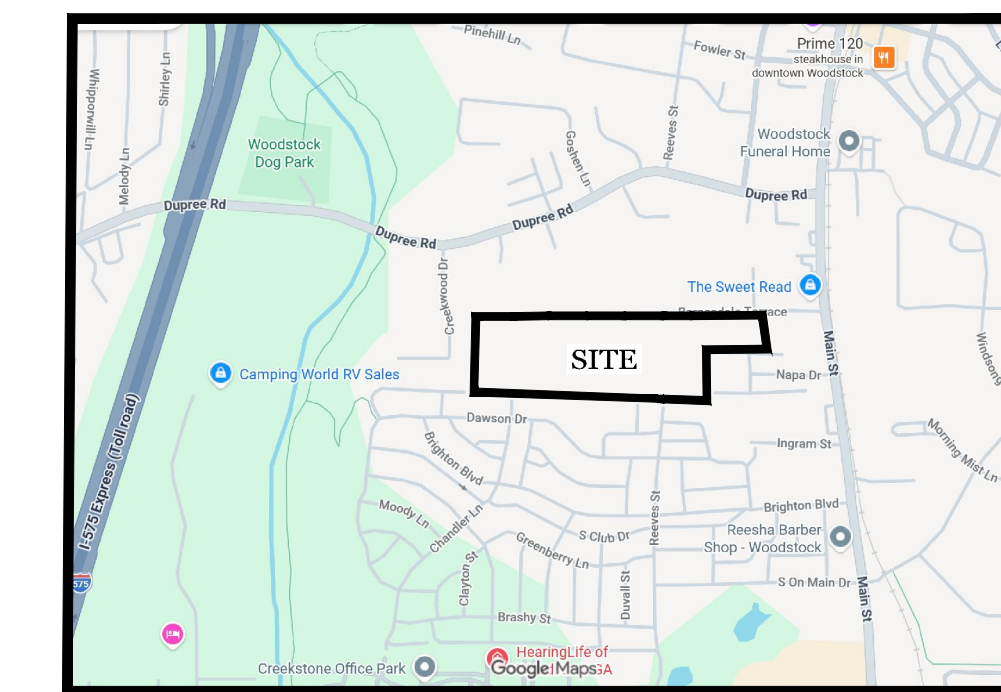 Pinehill Ln
Fowler St
Prime 120
steakhouse in
downtown Woodstock
Whipporwill Ln
Shirley Ln
Melody Ln
Woodstock
Dog Park
Goshen Ln
Reeves St
Woodstock
Funeral Home
Dupree Rd
Dupree Rd
Dupree Rd
Dupree Rd
Creekwood Dr
The Sweet Read
Terrace
Main St
Windsong
SITE
Camping World RV Sales
Napa Dr
I-575 Express (Toll road)
Dawson Dr
Brighton Blvd
Ingram St
Morning Mist Ln
Moody Ln
Chandler Ln
Reeves St
Brighton Blvd
S Club Dr
Greenberry Ln
Reesha Barber
Shop - Woodstock
575
Clayton St
Duvall St
S On Main Dr
Main St
Brashy St
HearingLife of
GA
Google Maps
Creekstone Office Park